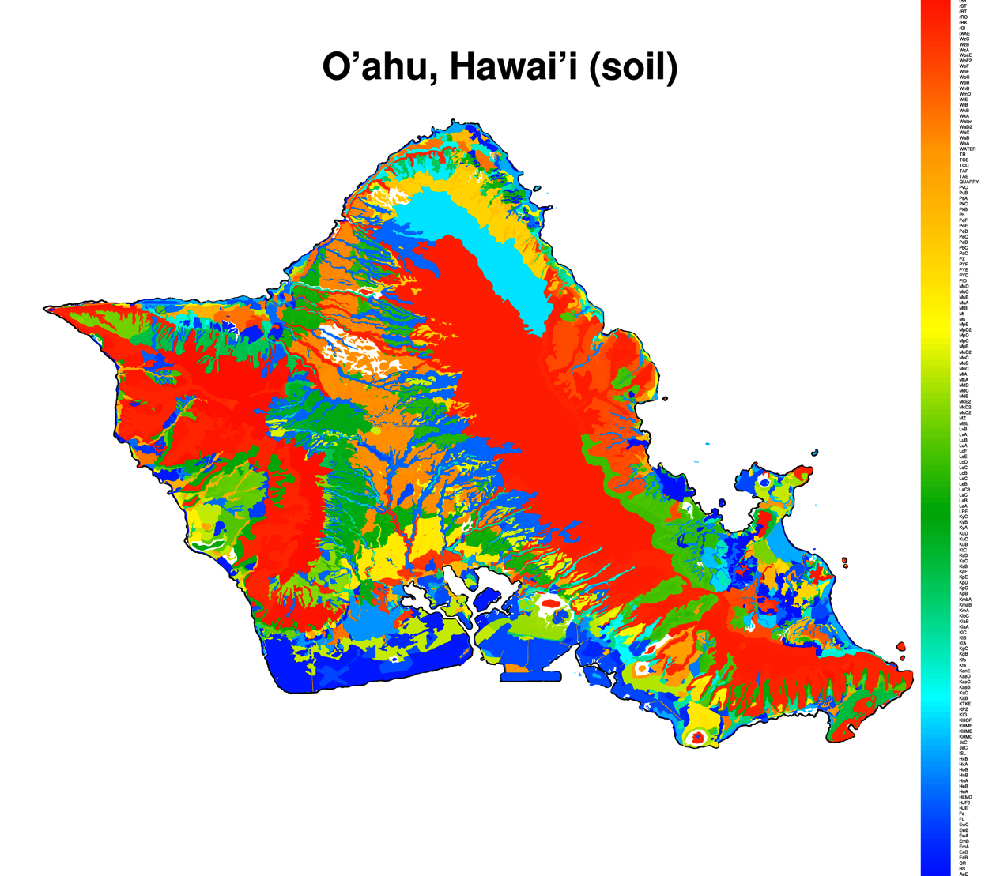 O’ahu, Hawai’i (soil)
rST
rRT
rRO
rRK
rCI
rAAE
WzC
WzB
WzA
WpaE
WpF2
WpF
WpE
WpC
WpB
WnB
WmD
WlE
WlB
WkB
WkA
Water
WaD2
WaC
WaB
WaA
WATER
TR
TCE
TCC
TAF
TAE
QUARRY
PvC
PuB
PsA
PkC
PkB
Ph
PeF
PeE
PeD
PeC
PeB
PbC
PaC
PZ
PYF
PYE
PYD
PID
MuD
MuC
MuB
MuA
MtB
Mt
Ms
MpE
MpD2
MpD
MpC
MpB
McD2
MoC
MoB
MnC
MlA
MkA
MdD
MdC
MdB
McE2
McD2
McC2
MZ
MBL
LvB
LvA
LuB
LuA
LoF
LoE
LoD
LoC
LoB
LeC
LeB
LaC3
LaC
LaB
LaA
LPE
KyC
KyB
KyA
KuD
KuC
KuB
KtC
KsD
KsC
KsB
KpF
KpE
KpD
KpC
KpB
KmbA
KmaB
KmA
KlbC
KlaB
KlaA
KlC
KlB
KlA
KgC
KgB
Kfb
Kfa
KanE
KaeD
KaeC
KaeB
KaC
KaB
KTKE
KPZ
KIG
KHOF
KHMF
KHME
KHMC
JcC
JaC
ISL
HxB
HxA
HoB
HnB
HnA
HeB
HeA
HLMG
HJF2
HJE
Fd
FL
EwC
EwB
EwA
EmB
EmA
EaC
EaB
CR
BS
AeE